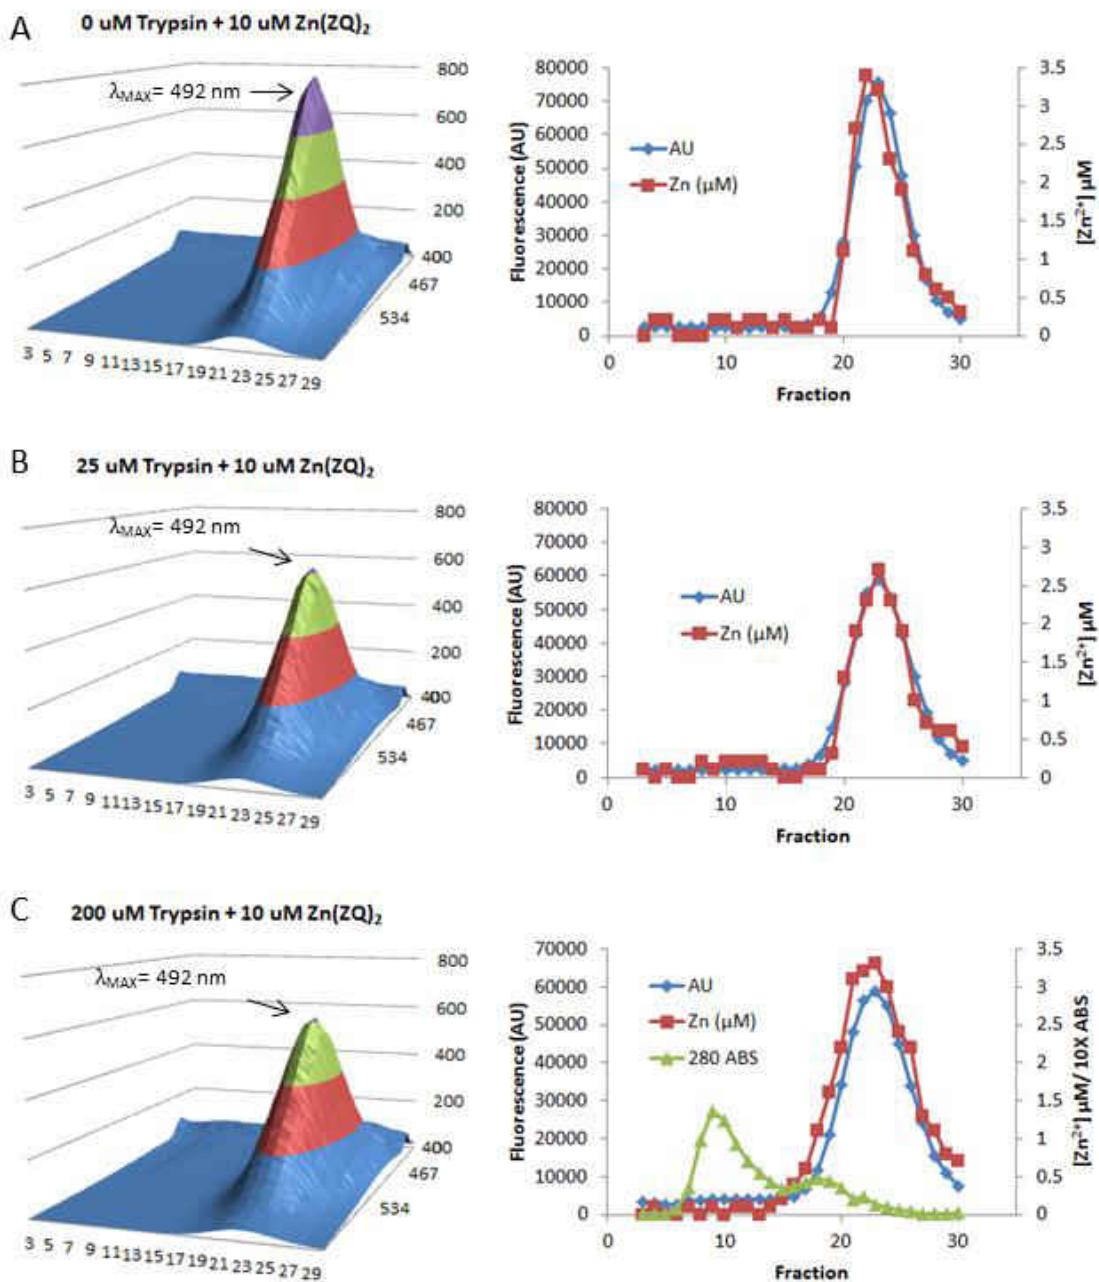 A
0 uM Trypsin + 10 uM Zn(ZQ)₂
λMAX= 492 nm
800
600
400
200
400
467
534
3 5 7 9 11 13 15 17 19 21 23 25 27 29
80000
70000
60000
50000
40000
30000
20000
10000
0
Fluorescence (AU)
AU
Zn (µM)
3.5
3
2.5
2
1.5
1
0.5
0
[Zn²⁺] µM
0 10 20 30
Fraction
B
25 uM Trypsin + 10 uM Zn(ZQ)₂
λMAX= 492 nm
800
600
400
200
400
467
534
3 5 7 9 11 13 15 17 19 21 23 25 27 29
80000
70000
60000
50000
40000
30000
20000
10000
0
Fluorescence (AU)
AU
Zn (µM)
3.5
3
2.5
2
1.5
1
0.5
0
[Zn²⁺] µM
0 10 20 30
Fraction
C
200 uM Trypsin + 10 uM Zn(ZQ)₂
λMAX= 492 nm
800
600
400
200
400
467
534
3 5 7 9 11 13 15 17 19 21 23 25 27 29
70000
60000
50000
40000
30000
20000
10000
0
Fluorescence (AU)
AU
Zn (µM)
280 ABS
3.5
3
2.5
2
1.5
1
0.5
0
[Zn²⁺] µM/ 10X ABS
0 10 20 30
Fraction